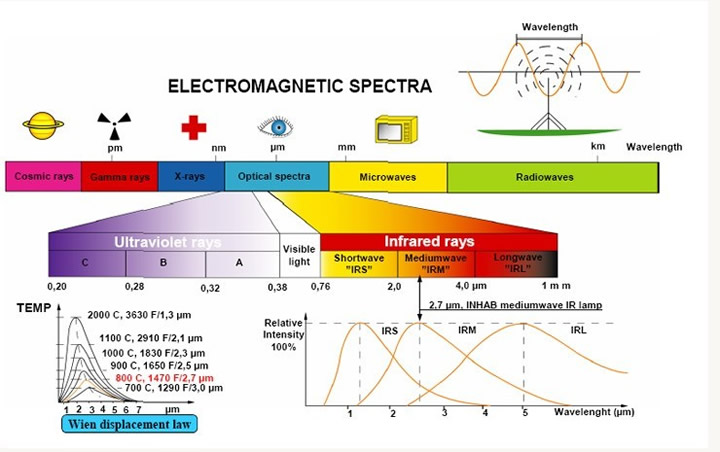 Wavelength
ELECTROMAGNETIC SPECTRA
pm nm µm mm km Wavelength
Cosmic rays Gamma rays X-rays Optical spectra Microwaves Radiowaves
Ultraviolet rays Visible light Infrared rays
C B A Shortwave "IRS" Mediumwave "IRM" Longwave "IRL"
0,20 0,28 0,32 0,38 0,76 2,0 4,0 µm 1 m m
2,7 µm, INHAB mediumwave IR lamp
TEMP
2000 C, 3630 F/1,3 µm
1100 C, 2910 F/2,1 µm
1000 C, 1830 F/2,3 µm
900 C, 1650 F/2,5 µm
800 C, 1470 F/2,7 µm
700 C, 1290 F/3,0 µm
1 2 3 4 5 6 7 µm
Wien displacement law
Relative
Intensity
100%
IRS IRM IRL
1 2 3 4 5 Wavelenght (µm)